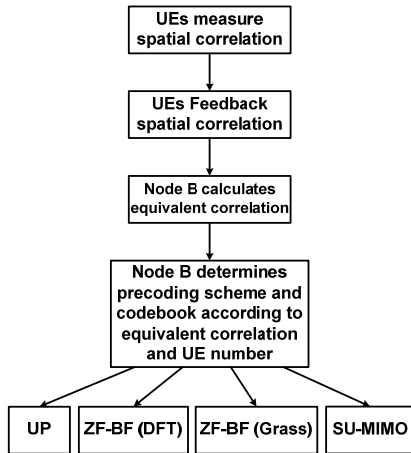 UEs measure
spatial correlation
UEs Feedback
spatial correlation
Node B calculates
equivalent correlation
Node B determines
precoding scheme and
codebook according to
equivalent correlation
and UE number
UP
ZF-BF (DFT)
ZF-BF (Grass)
SU-MIMO